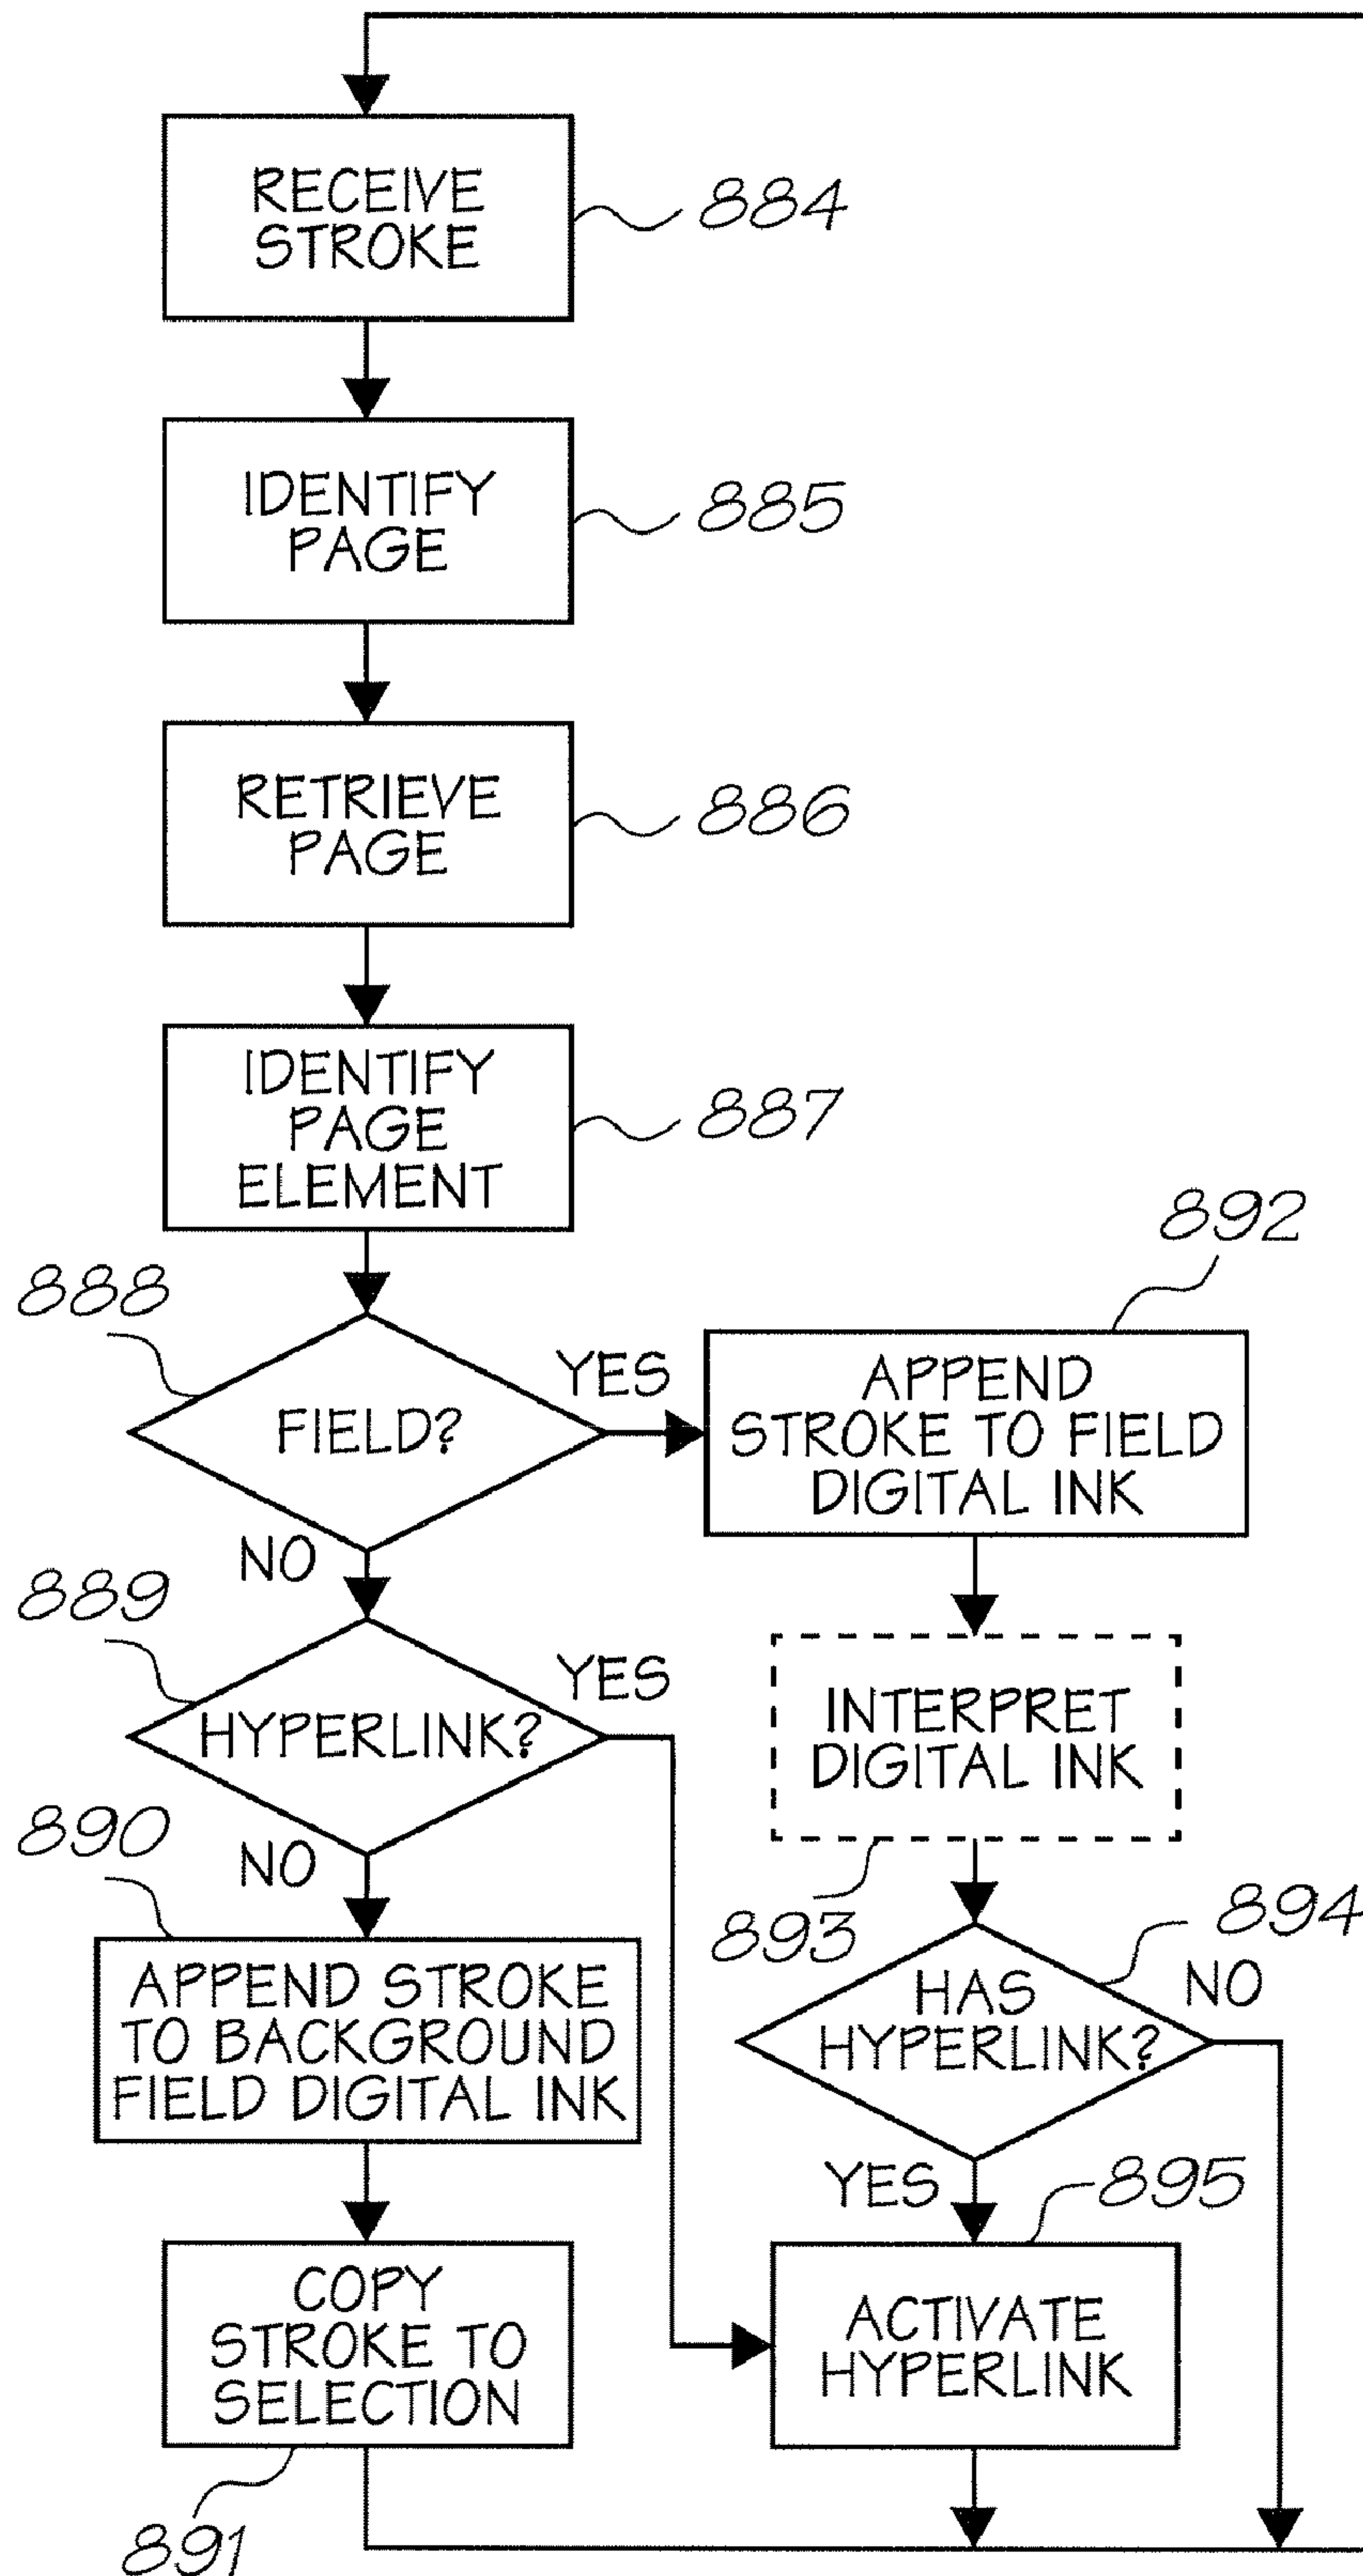 RECEIVE
STROKE
884
IDENTIFY
PAGE
885
RETRIEVE
PAGE
886
IDENTIFY
PAGE
ELEMENT
887
888
FIELD?
YES
NO
892
APPEND
STROKE TO FIELD
DIGITAL INK
889
HYPERLINK?
YES
NO
INTERPRET
DIGITAL INK
893
890
APPEND STROKE
TO BACKGROUND
FIELD DIGITAL INK
894
HAS
HYPERLINK?
NO
YES
895
COPY
STROKE TO
SELECTION
891
ACTIVATE
HYPERLINK